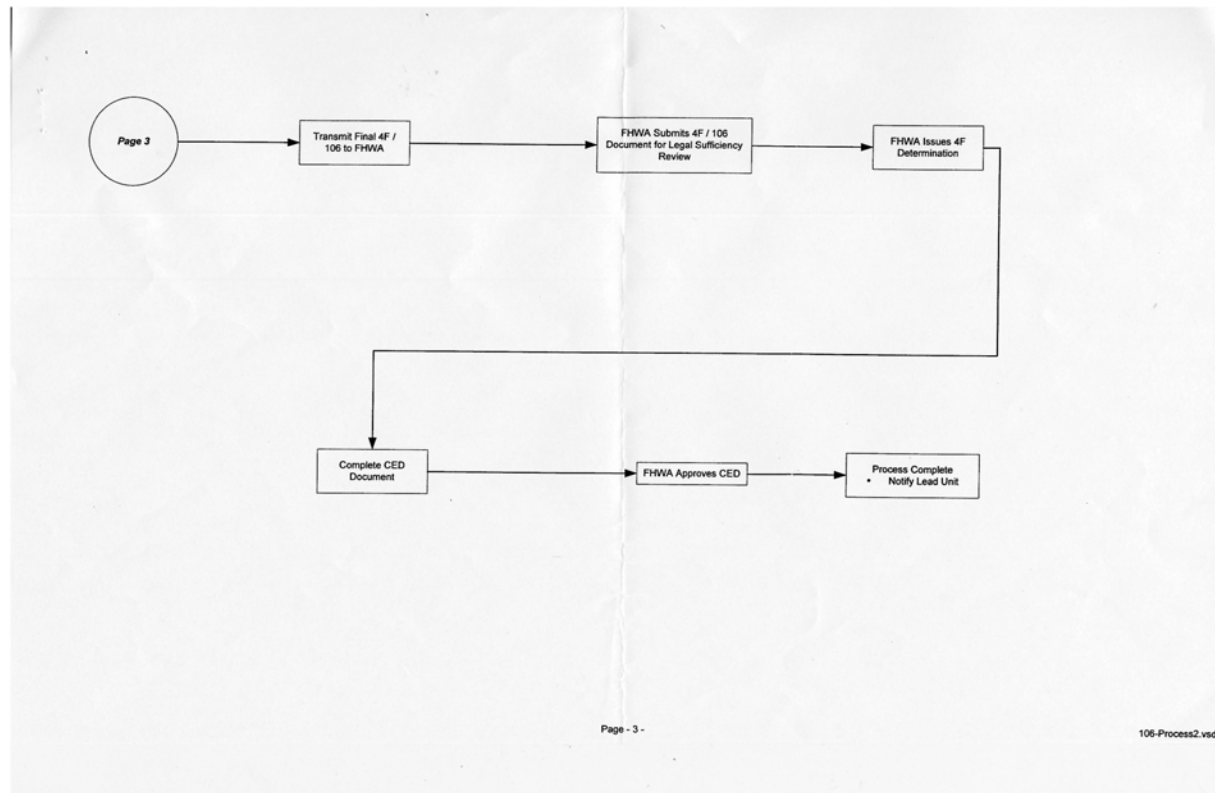 Page 3
Transmit Final 4F /
106 to FHWA
FHWA Submits 4F / 106
Document for Legal Sufficiency
Review
FHWA Issues 4F
Determination
Complete CED
Document
FHWA Approves CED
Process Complete
• Notify Lead Unit
Page - 3 -
106-Process2.vsd